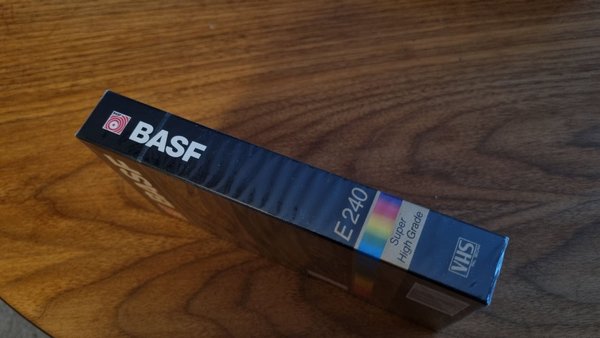 BASF
E 240
Super
High Grade
VHS